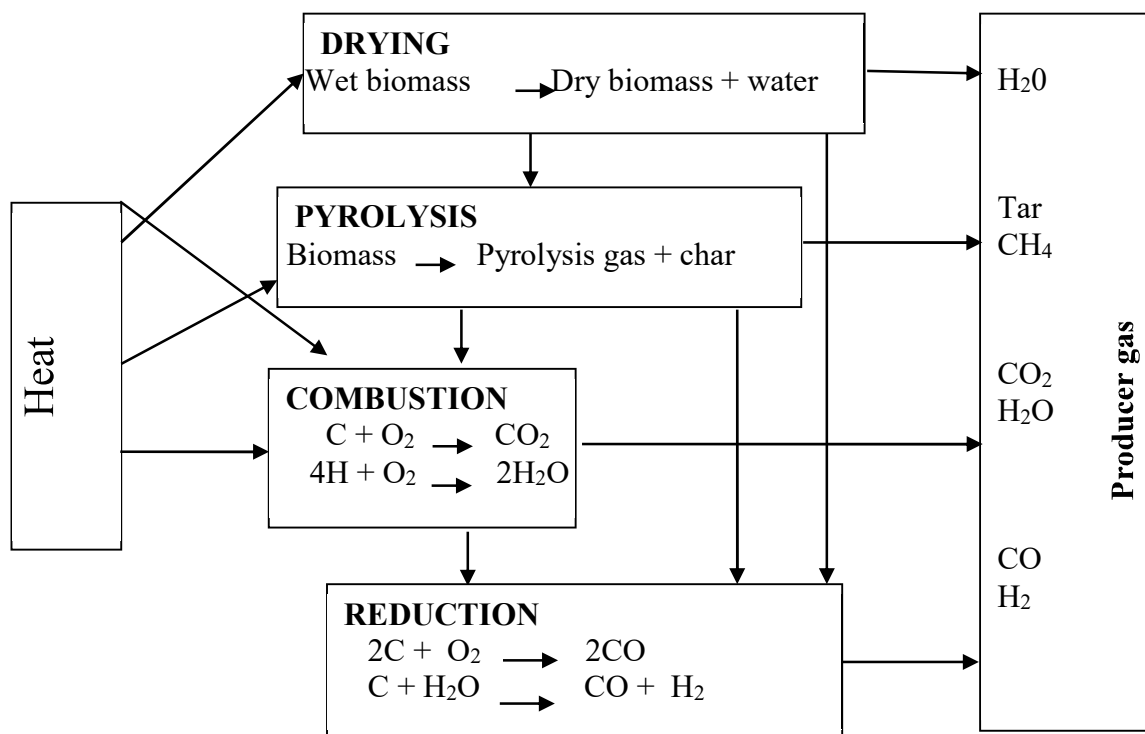 DRYING
Wet biomass → Dry biomass + water
PYROLYSIS
Biomass → Pyrolysis gas + char
COMBUSTION
C + O₂ → CO₂
4H + O₂ → 2H₂O
REDUCTION
2C + O₂ → 2CO
C + H₂O → CO + H₂
Heat
H₂0
Tar
CH₄
CO₂
H₂O
CO
H₂
Producer gas